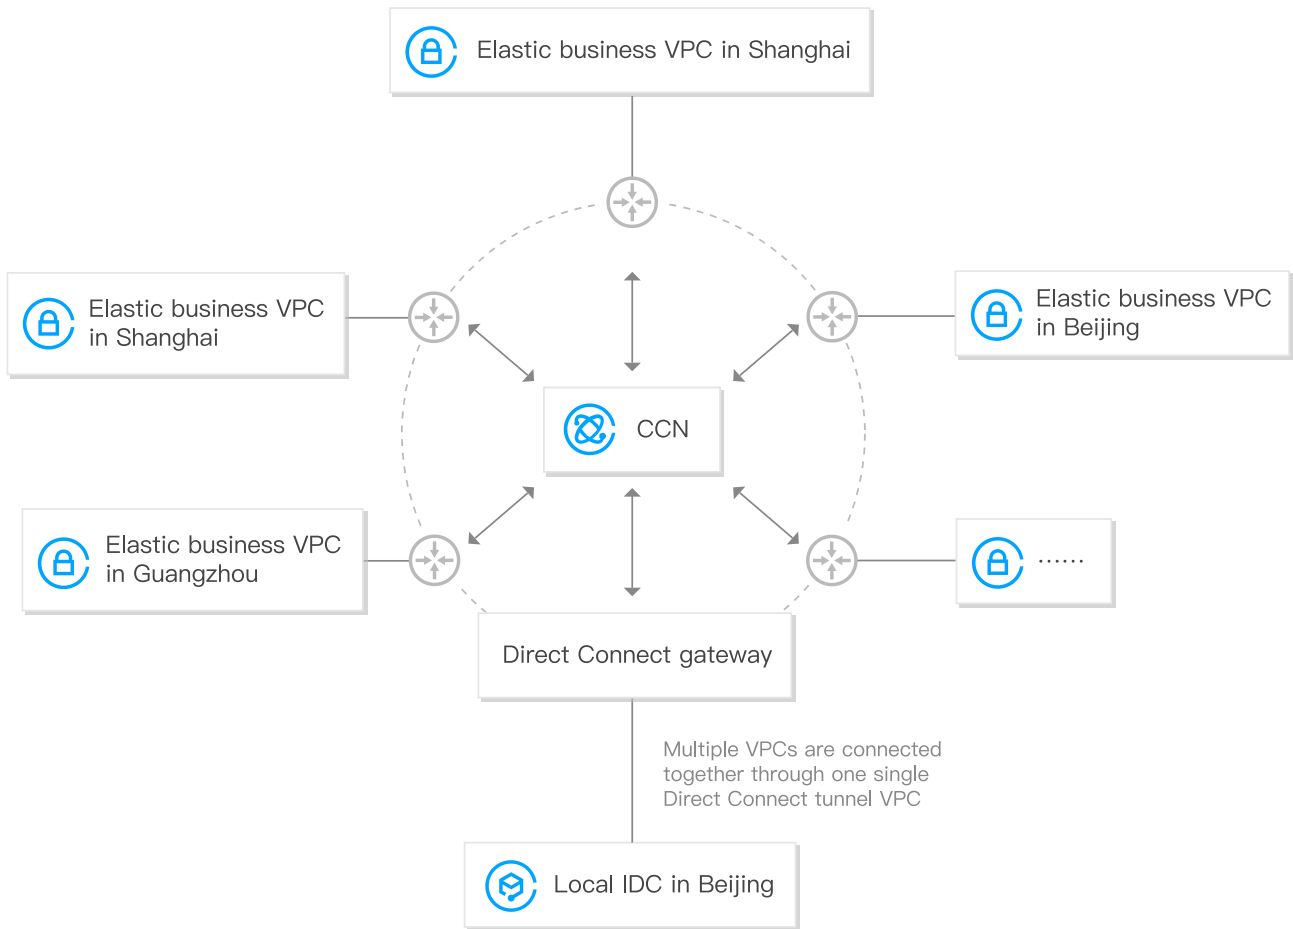 Elastic business VPC in Shanghai
Elastic business VPC
in Shanghai
Elastic business VPC
in Beijing
CCN
Elastic business VPC
in Guangzhou
······
Direct Connect gateway
Multiple VPCs are connected
together through one single
Direct Connect tunnel VPC
Local IDC in Beijing